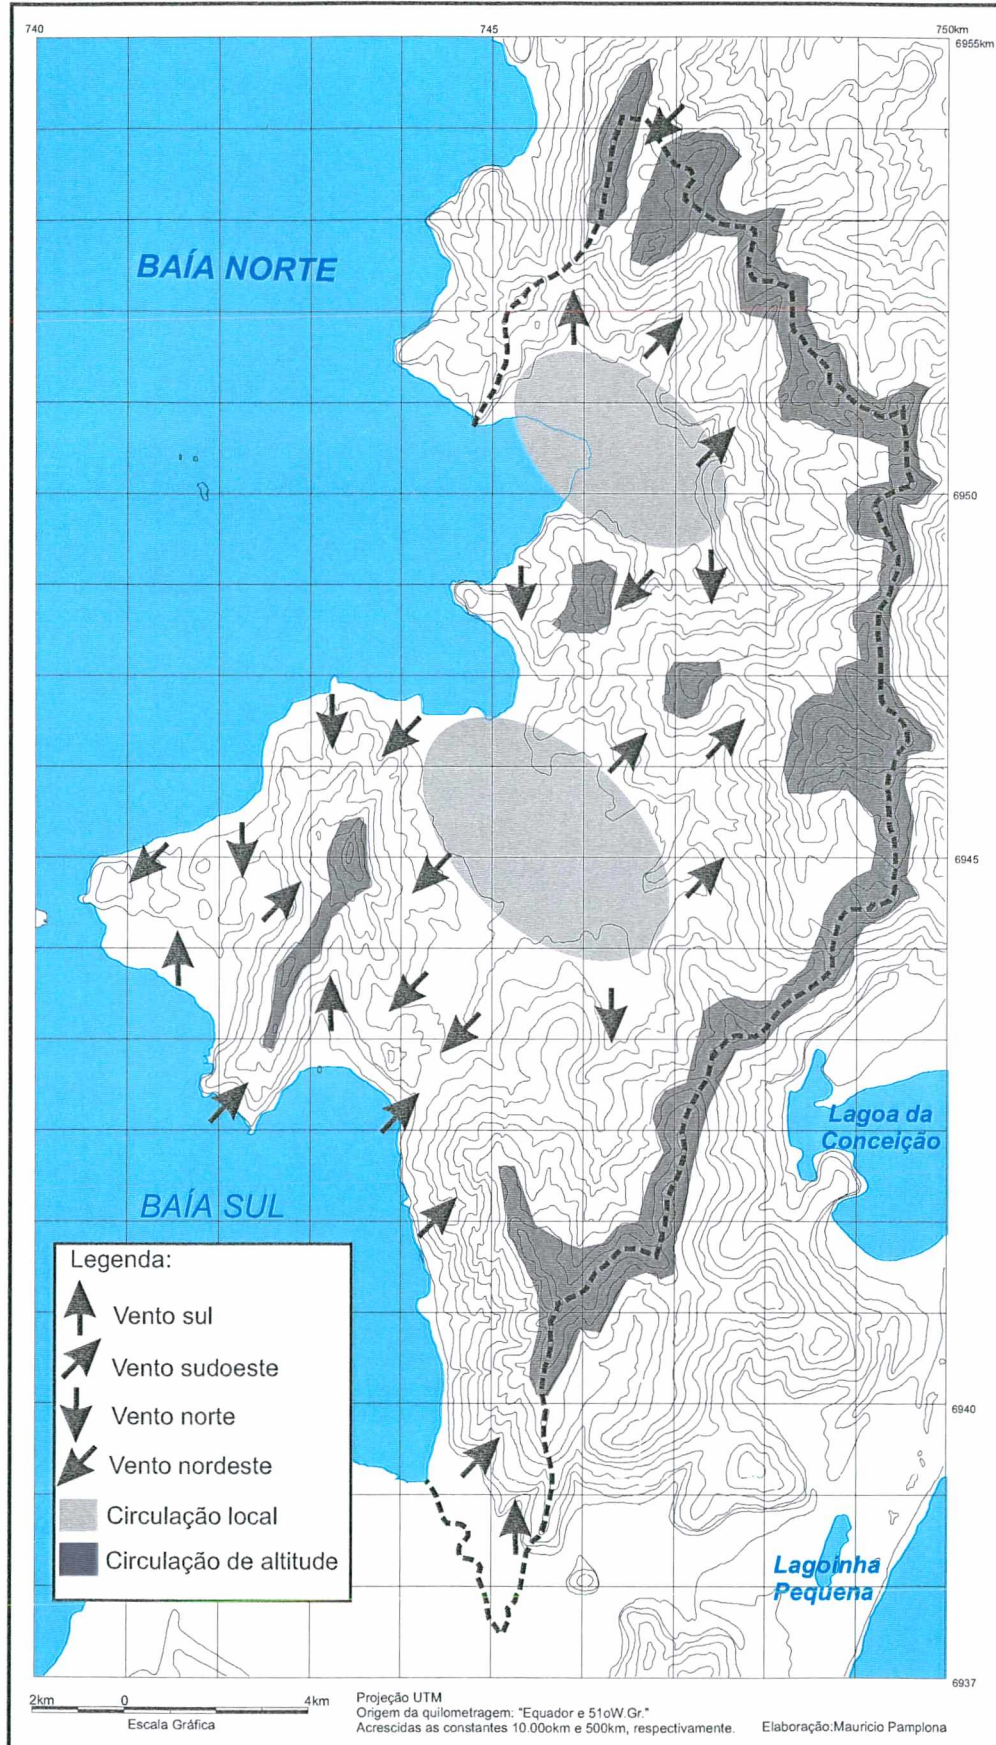 740
745
750km
6955km
BAÍA NORTE
6950
6945
Lagoa da
Conceição
BAÍA SUL
Legenda:
Vento sul
Vento sudoeste
Vento norte
Vento nordeste
Circulação local
Circulação de altitude
6940
Lagoinha
Pequena
6937
2km
0
4km
Escala Gráfica
Projeção UTM
Origem da quilometragem: "Equador e 51oW.Gr."
Acrescidas as constantes 10.00okm e 500km, respectivamente.
Elaboração:Mauricio Pamplona